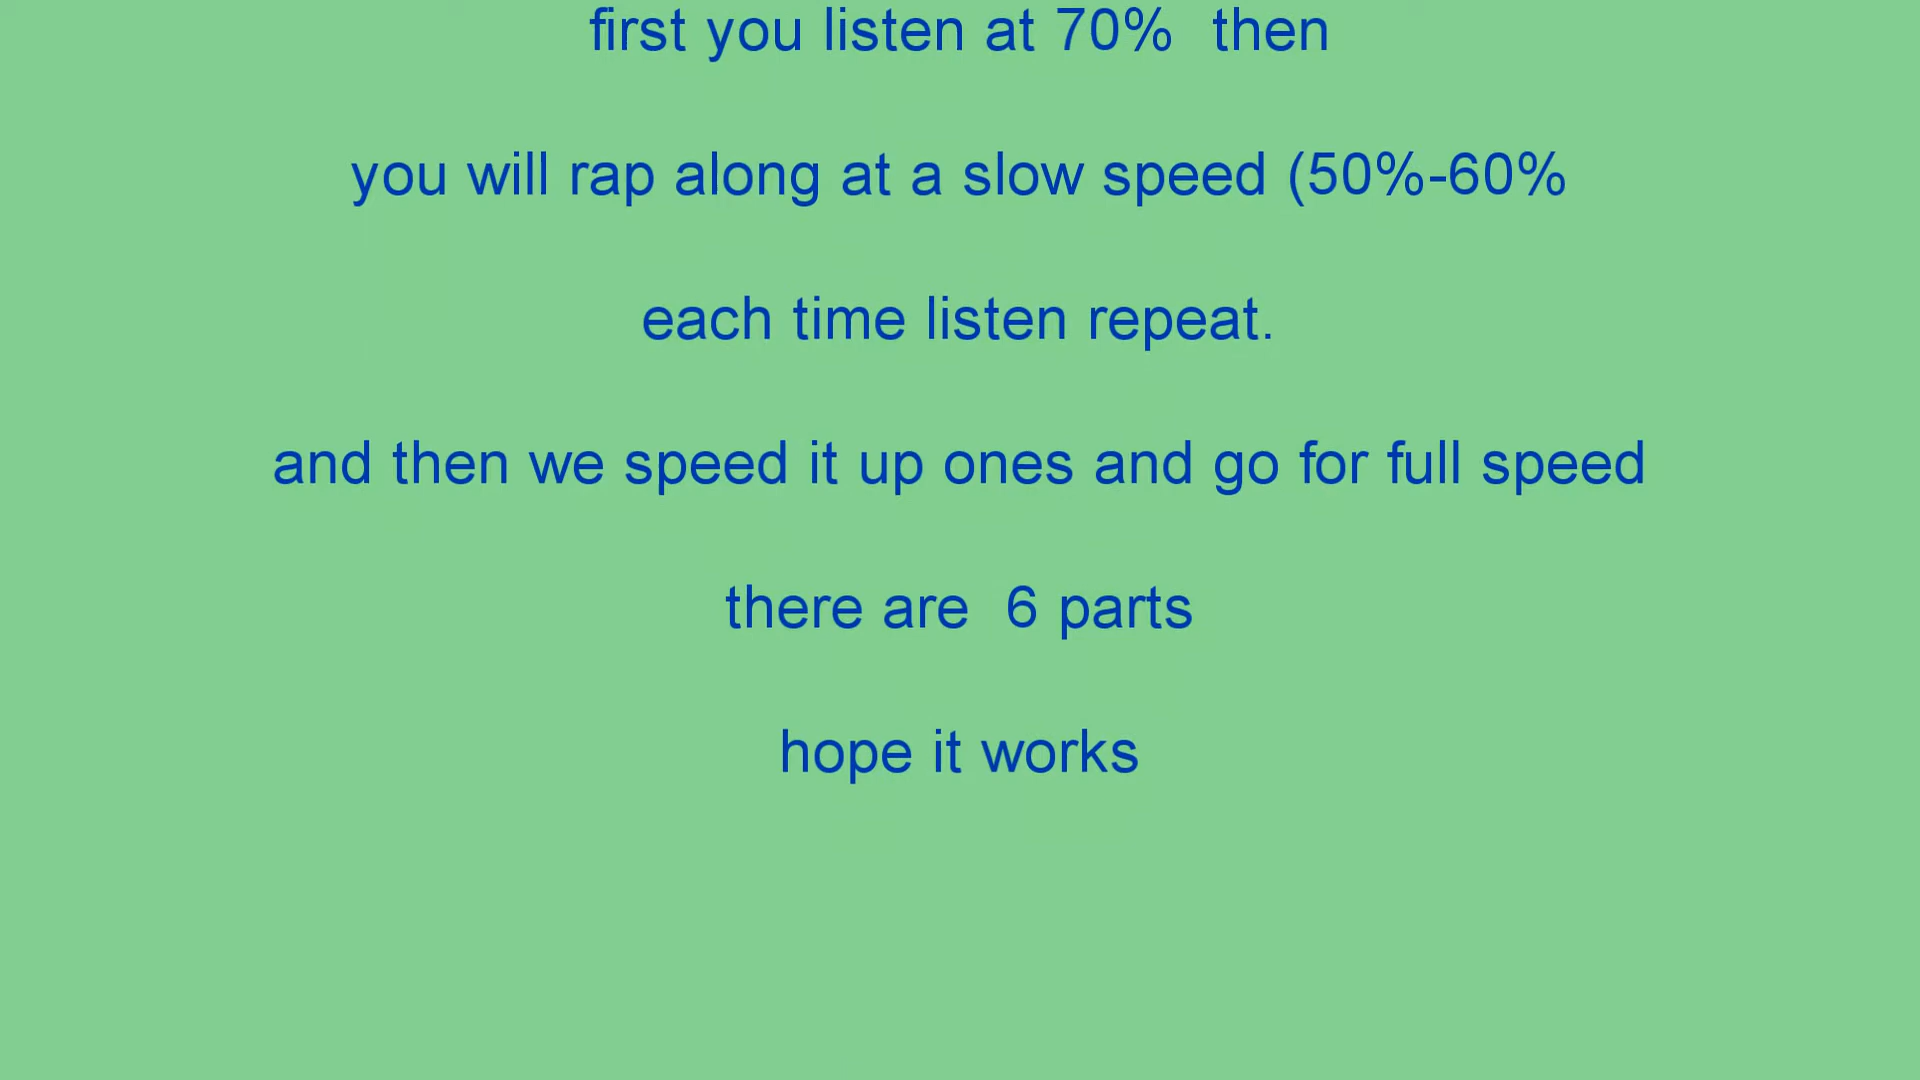 first you listen at 70%  then
you will rap along at a slow speed (50%-60%
each time listen repeat.
and then we speed it up ones and go for full speed
there are  6 parts
hope it works